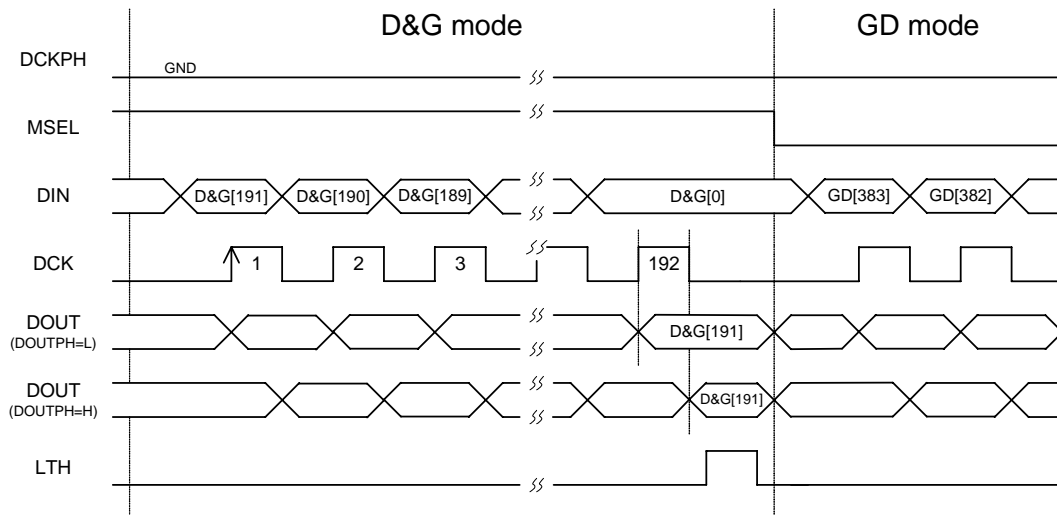 D&G mode GD mode
DCKPH GND
MSEL
DIN D&G[191] D&G[190] D&G[189] D&G[0] GD[383] GD[382]
DCK 1 2 3 192
DOUT D&G[191]
(DOUTPH=L)
DOUT D&G[191]
(DOUTPH=H)
LTH